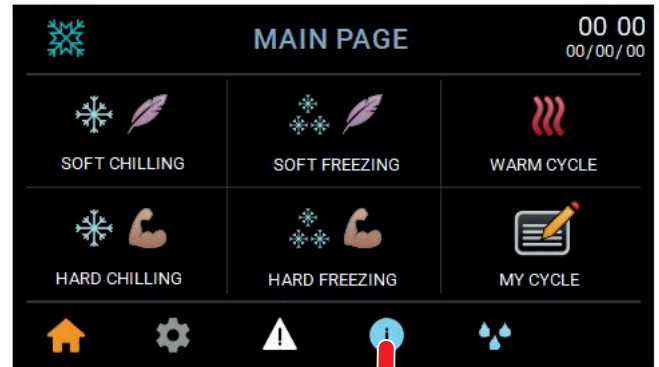 MAIN PAGE
00 00
00/00/00
SOFT CHILLING
SOFT FREEZING
WARM CYCLE
HARD CHILLING
HARD FREEZING
MY CYCLE